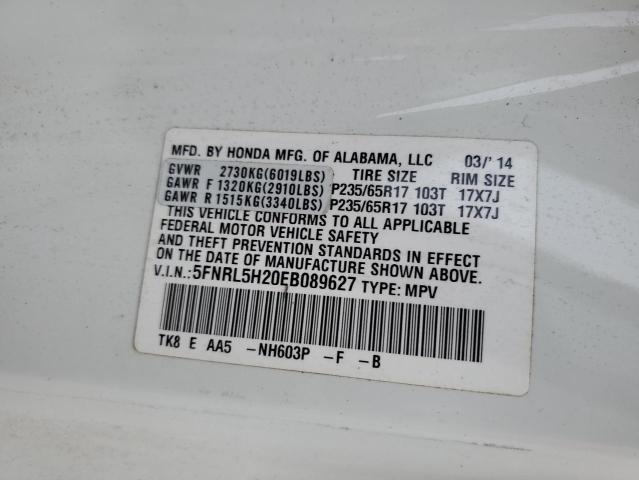 MFD. BY HONDA MFG. OF ALABAMA, LLC 03/'14
GVWR 2730KG(6019LBS) TIRE SIZE RIM SIZE
GAWR F 1320KG(2910LBS) P235/65R17 103T 17X7J
GAWR R 1515KG(3340LBS) P235/65R17 103T 17X7J
THIS VEHICLE CONFORMS TO ALL APPLICABLE
FEDERAL MOTOR VEHICLE SAFETY
AND THEFT PREVENTION STANDARDS IN EFFECT
ON THE DATE OF MANUFACTURE SHOWN ABOVE.
V.I.N.:5FNRL5H20EB089627 TYPE: MPV
TK8 E AA5 -NH603P -F -B